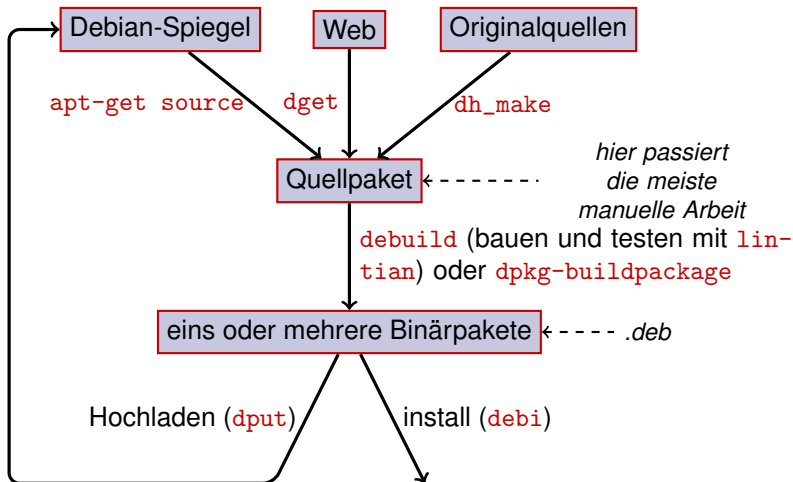 Debian-Spiegel
Web
Originalquellen
apt-get source
dget
dh_make
hier passiert
die meiste
manuelle Arbeit
Quellpaket
debuild (bauen und testen mit lin-
tian) oder dpkg-buildpackage
eins oder mehrere Binärpakete
.deb
Hochladen (dput)
install (debi)